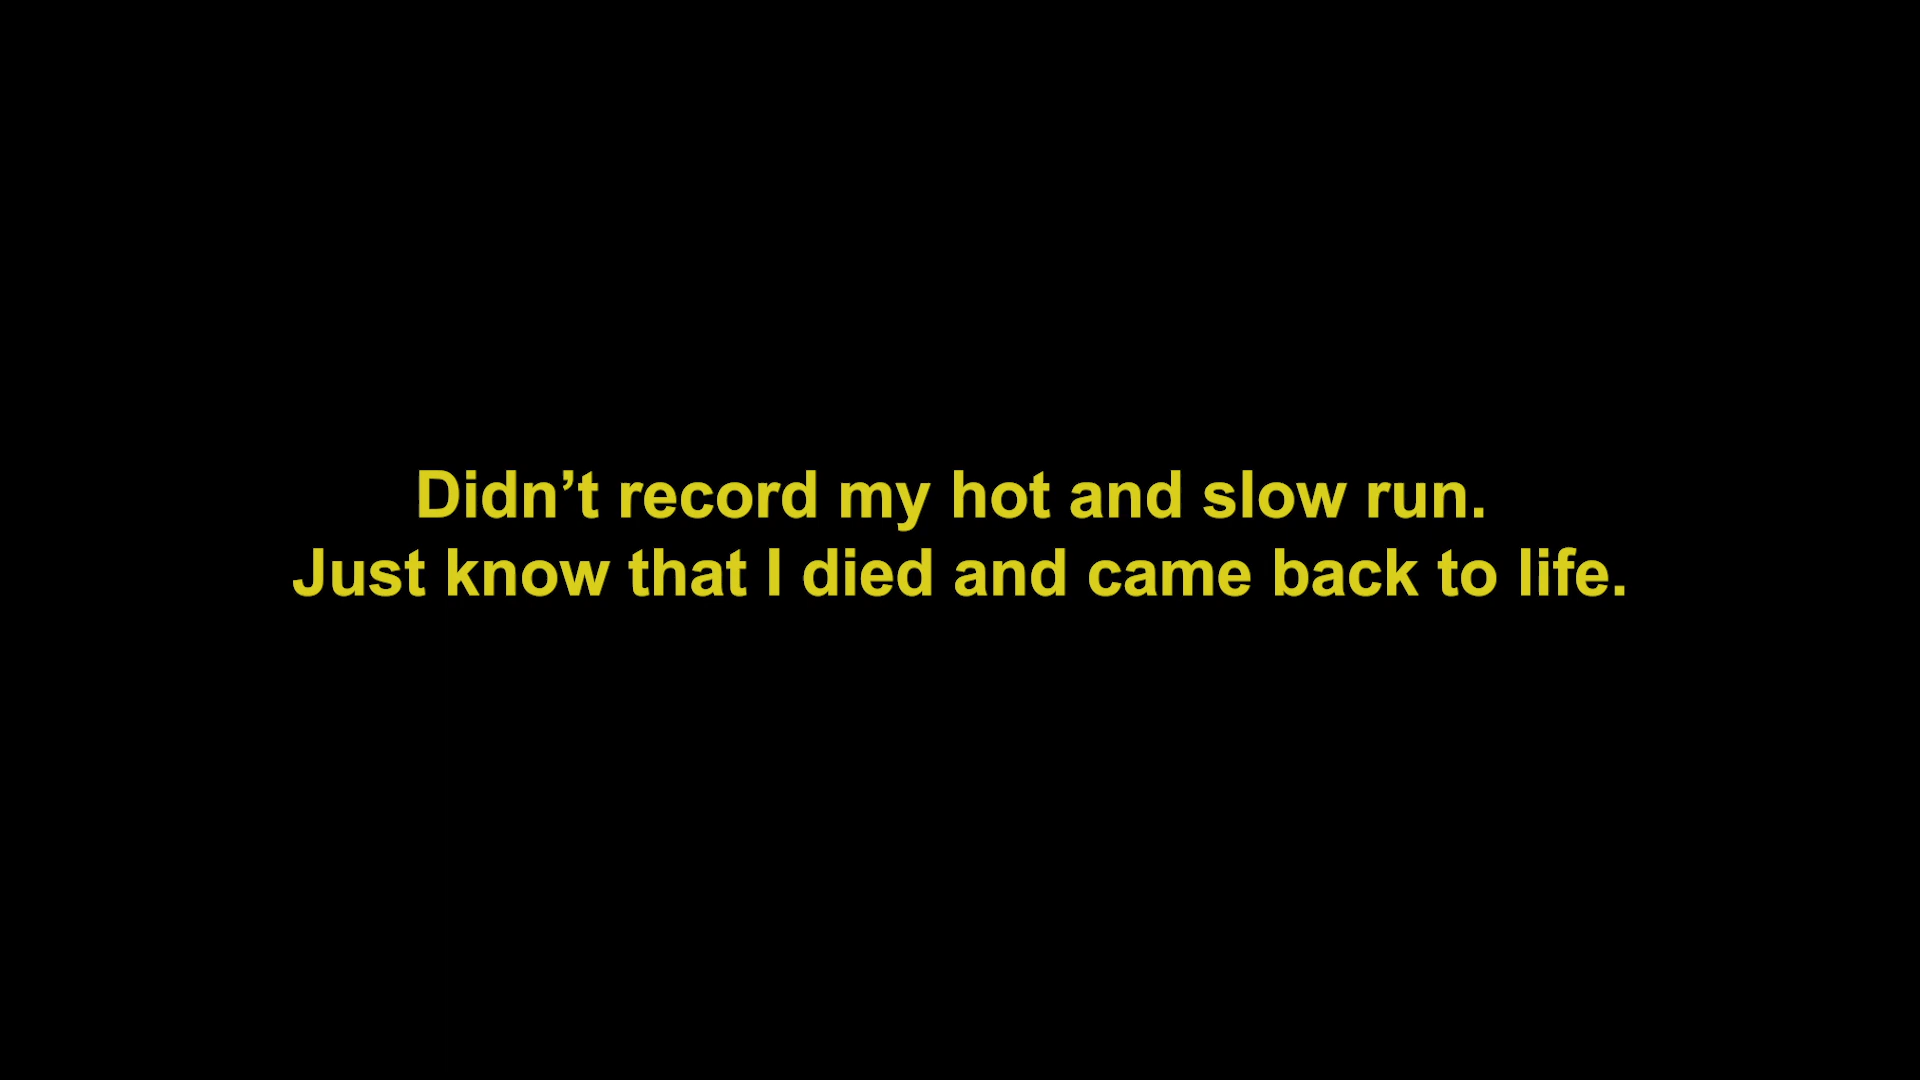 Didn’t record my hot and slow run.
Just know that I died and came back to life.